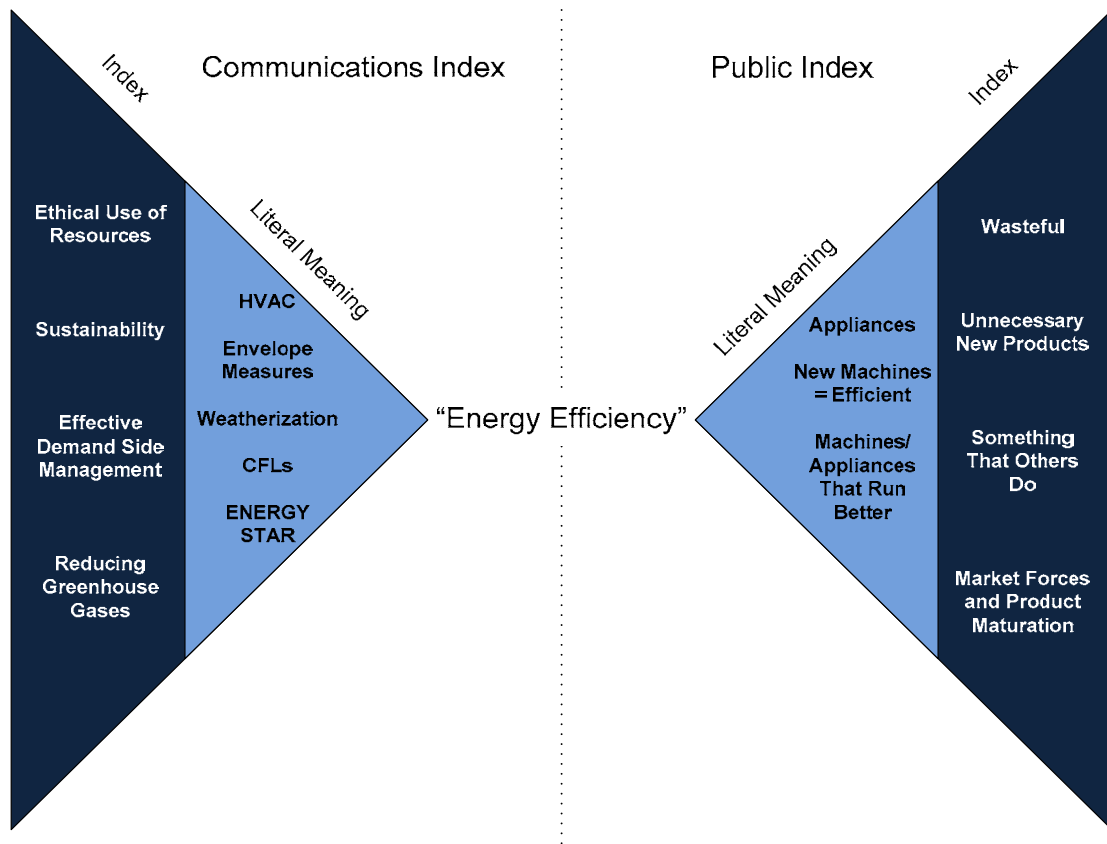 Communications Index
Public Index
Index
Literal Meaning
Ethical Use of
Resources
Sustainability
Effective
Demand Side
Management
Reducing
Greenhouse
Gases
HVAC
Envelope
Measures
Weatherization
CFLs
ENERGY
STAR
“Energy Efficiency”
Literal Meaning
Index
Appliances
New Machines
= Efficient
Machines/
Appliances
That Run
Better
Wasteful
Unnecessary
New Products
Something
That Others
Do
Market Forces
and Product
Maturation